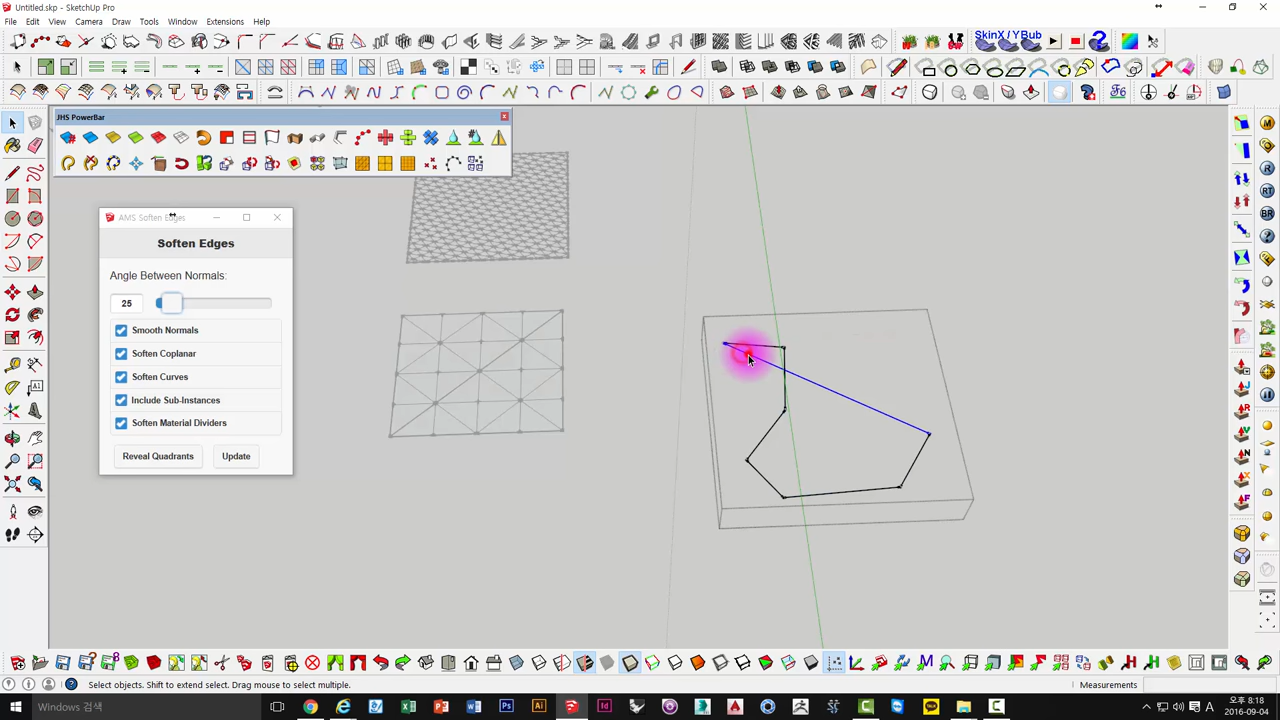 Untitled.skp - SketchUp Pro
File Edit View Camera Draw Tools Window Extensions Help
SkinX / YBub
JHS PowerBar
AMS Soften Edges
Soften Edges
Angle Between Normals:
25
Smooth Normals
Soften Coplanar
Soften Curves
Include Sub-Instances
Soften Material Dividers
Reveal Quadrants
Update
Select objects. Shift to extend select. Drag mouse to select multiple.
Measurements
Windows 검색
오후 8:18
2016-09-04